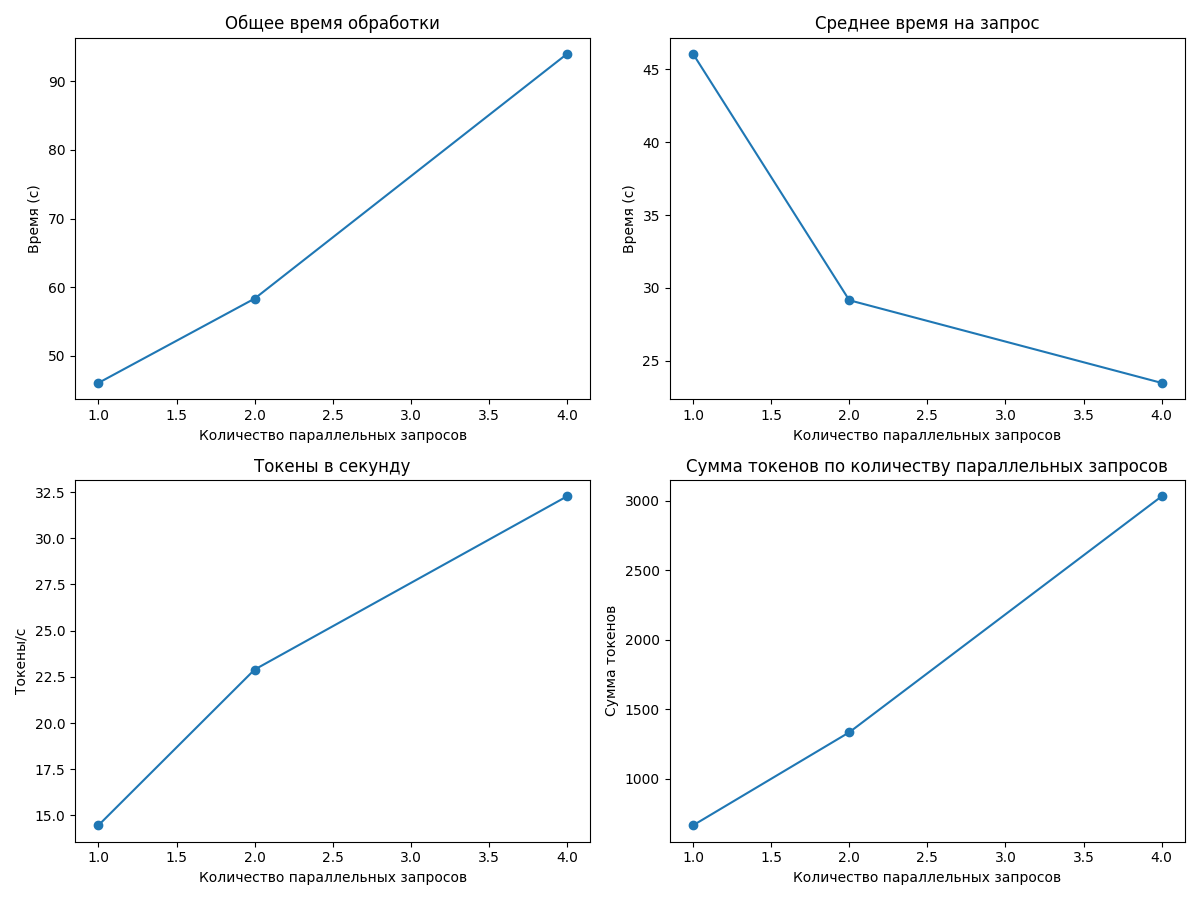 Общее время обработки
Время (с)
90
80
70
60
50
1.0 1.5 2.0 2.5 3.0 3.5 4.0
Количество параллельных запросов
Среднее время на запрос
Время (с)
45
40
35
30
25
1.0 1.5 2.0 2.5 3.0 3.5 4.0
Количество параллельных запросов
Токены в секунду
Токены/с
32.5
30.0
27.5
25.0
22.5
20.0
17.5
15.0
1.0 1.5 2.0 2.5 3.0 3.5 4.0
Количество параллельных запросов
Сумма токенов по количеству параллельных запросов
Сумма токенов
3000
2500
2000
1500
1000
1.0 1.5 2.0 2.5 3.0 3.5 4.0
Количество параллельных запросов